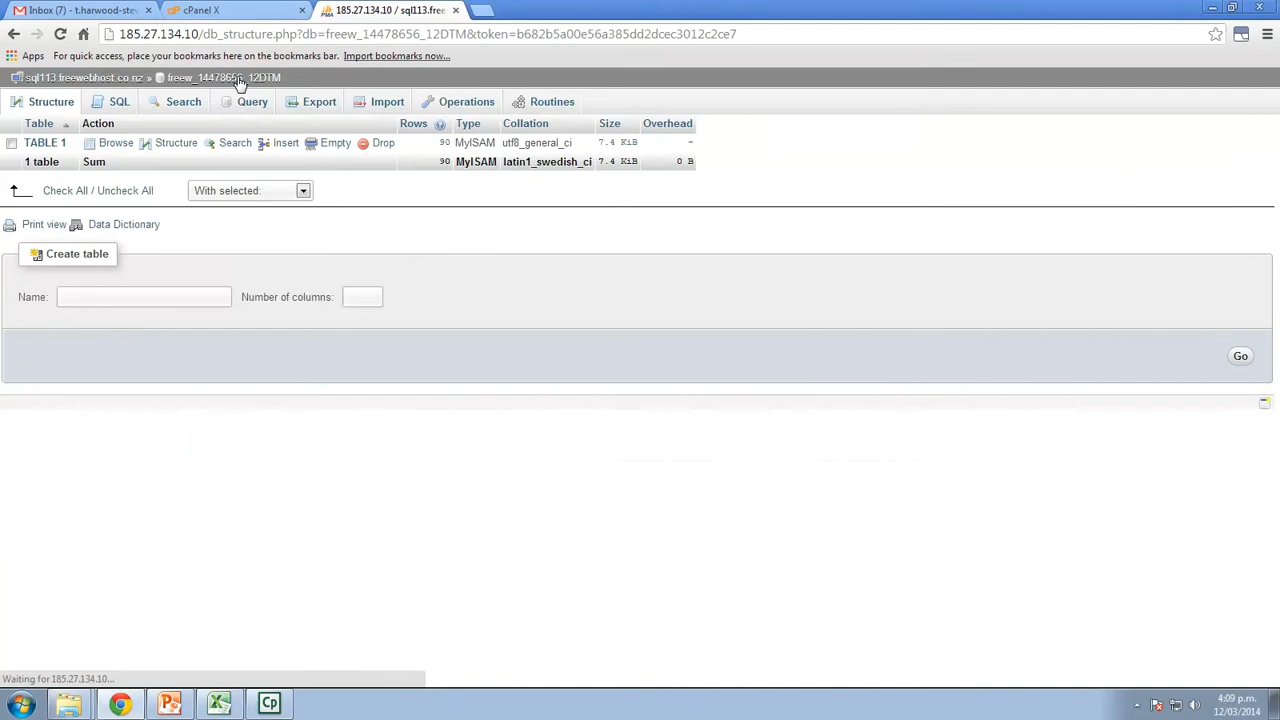 Inbox (7) - t.harwood-ste
cPanel X
185.27.134.10 / sql113.free
185.27.134.10/db_structure.php?db=freew_14478656_12DTM&token=b682b5a00e56a385dd2dcec3012c2ce7
Apps For quick access, place your bookmarks here on the bookmarks bar. Import bookmarks now...
sql113.freewebhost.co.nz » freew_14478656_12DTM
Structure SQL Search Query Export Import Operations Routines
Table Action Rows Type Collation Size Overhead
TABLE 1 Browse Structure Search Insert Empty Drop 90 MyISAM utf8_general_ci 7.4 KiB -
1 table Sum 90 MyISAM latin1_swedish_ci 7.4 KiB 0 B
Check All / Uncheck All With selected:
Print view Data Dictionary
Create table
Name: Number of columns:
Go
Waiting for 185.27.134.10...
4:09 p.m.
12/03/2014